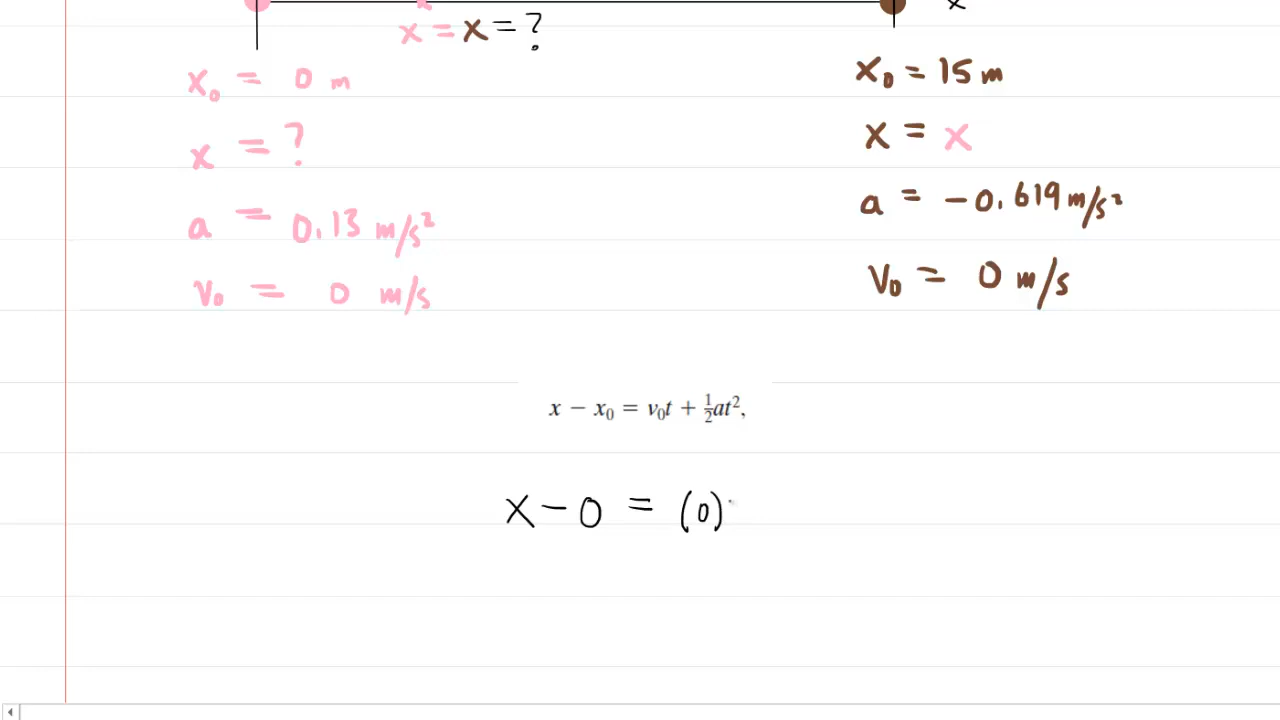 x
x = x = ?
x₀ = 0 m
x = ?
a = 0.13 m/s²
v₀ = 0 m/s
x₀ = 15 m
x = x
a = -0.619 m/s²
v₀ = 0 m/s
x − x₀ = v₀t + ½at²,
x - 0 = (0)